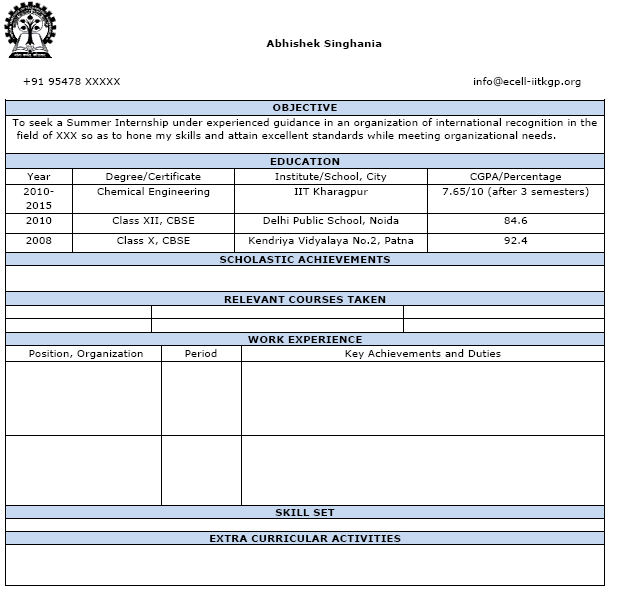 Abhishek Singhania
+91 95478 XXXXX info@ecell-iitkgp.org
OBJECTIVE
To seek a Summer Internship under experienced guidance in an organization of international recognition in the
field of XXX so as to hone my skills and attain excellent standards while meeting organizational needs.
EDUCATION
Year Degree/Certificate Institute/School, City CGPA/Percentage
2010- Chemical Engineering IIT Kharagpur 7.65/10 (after 3 semesters)
2015
2010 Class XII, CBSE Delhi Public School, Noida 84.6
2008 Class X, CBSE Kendriya Vidyalaya No.2, Patna 92.4
SCHOLASTIC ACHIEVEMENTS
RELEVANT COURSES TAKEN
WORK EXPERIENCE
Position, Organization Period Key Achievements and Duties
SKILL SET
EXTRA CURRICULAR ACTIVITIES